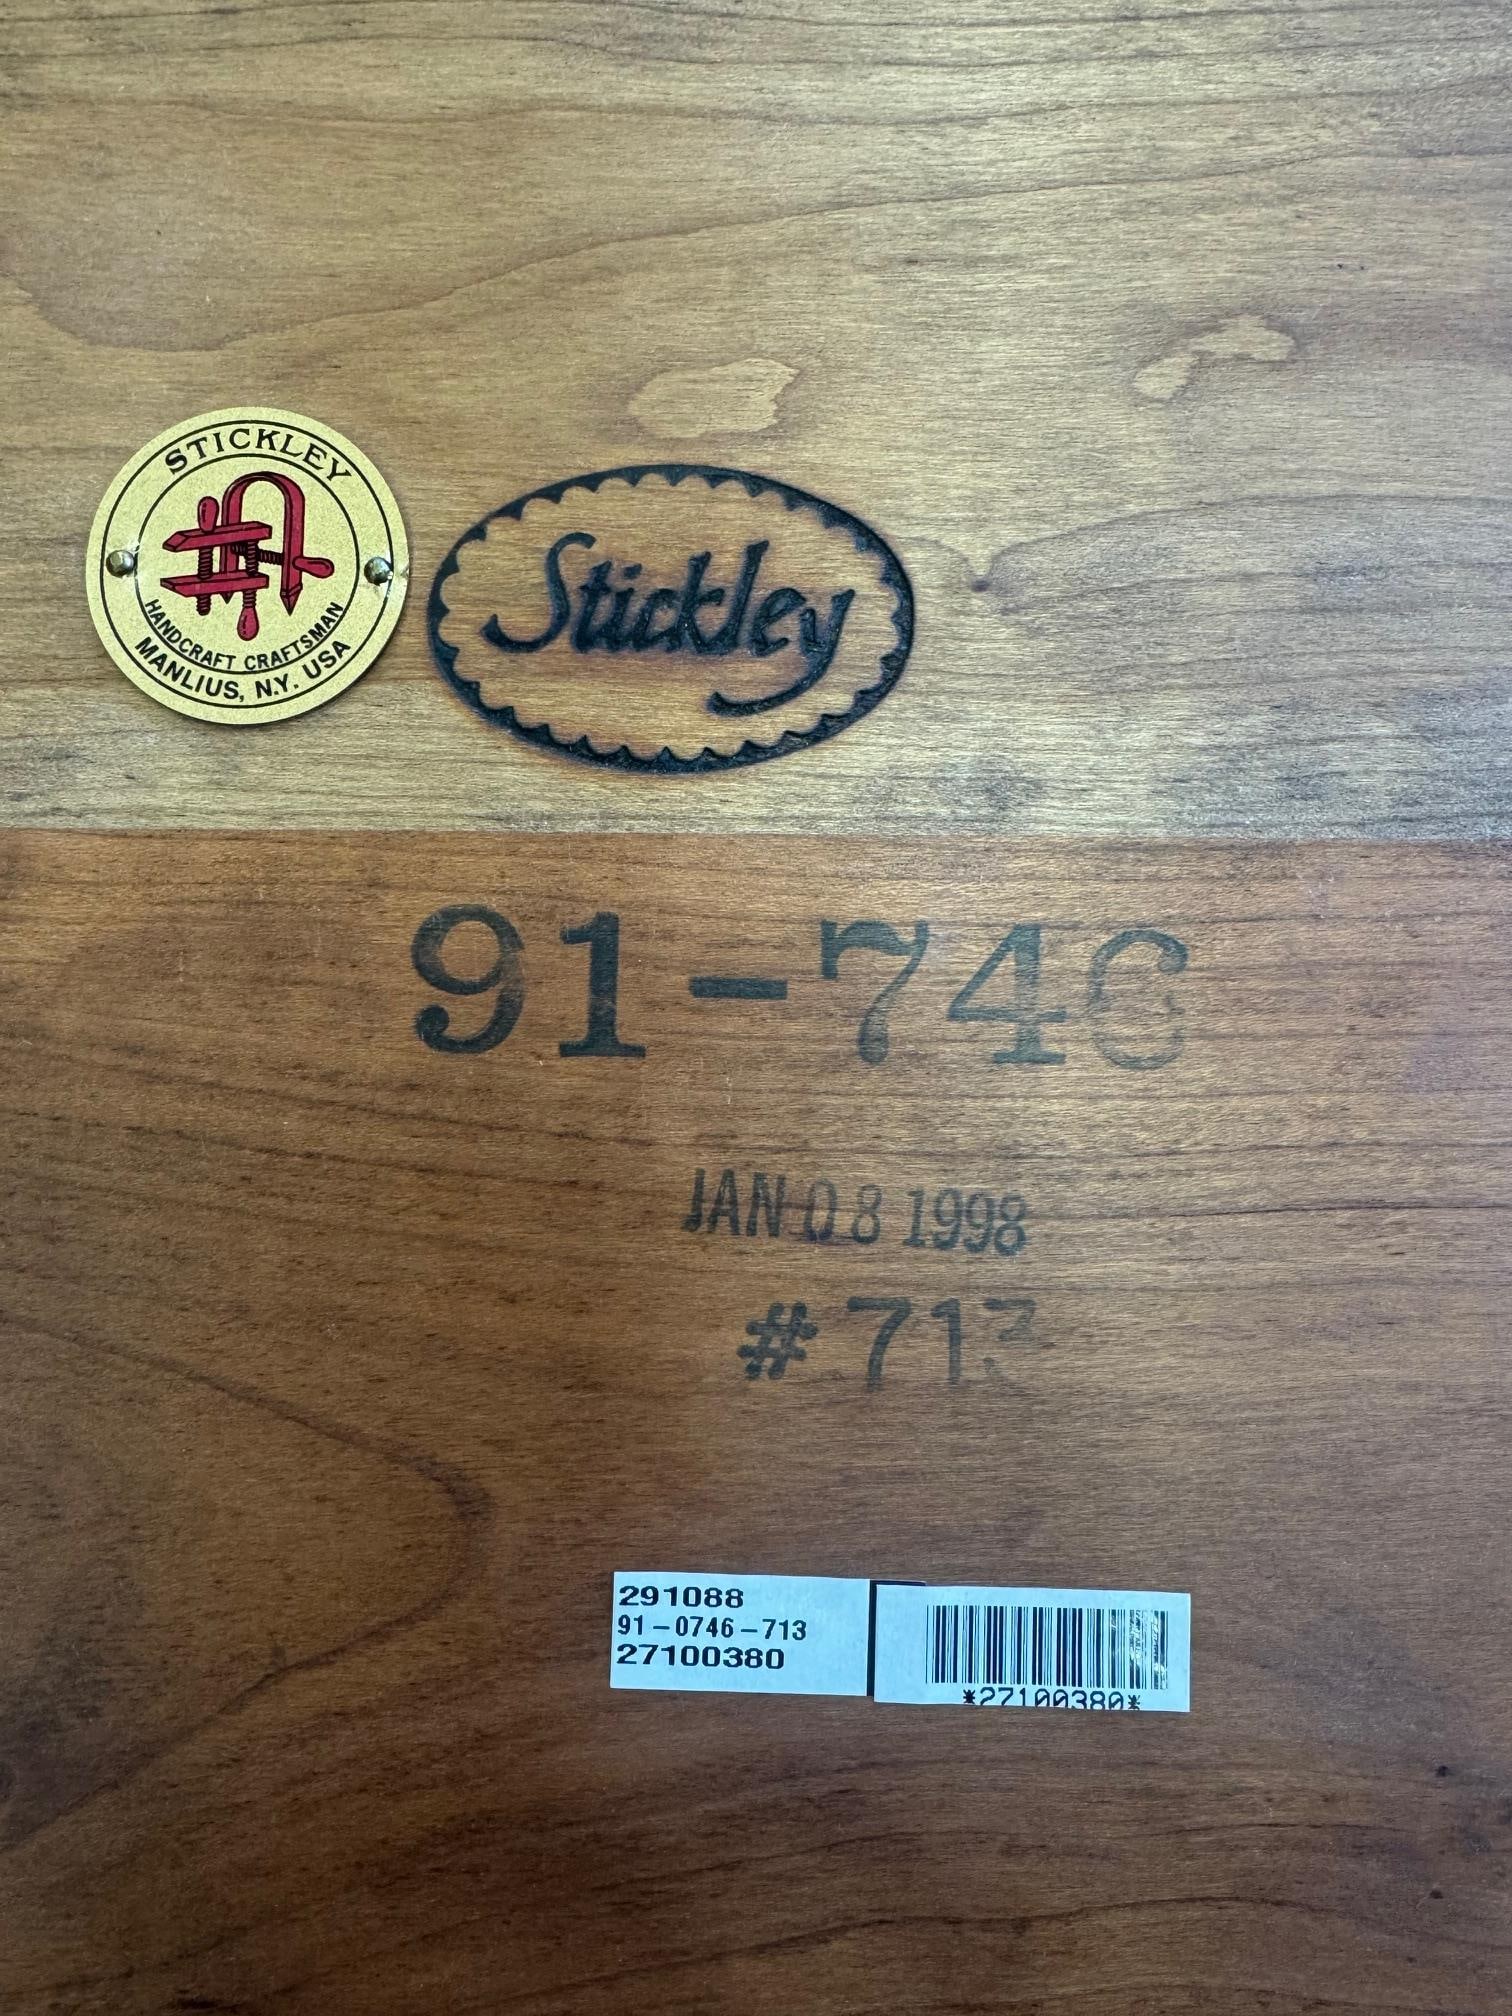 STICKLEY
HANDCRAFT CRAFTSMAN
MANLIUS, N.Y. USA
Stickley
91-746
JAN 08 1998
#713
291088
91-0746-713
27100380
*27100380*